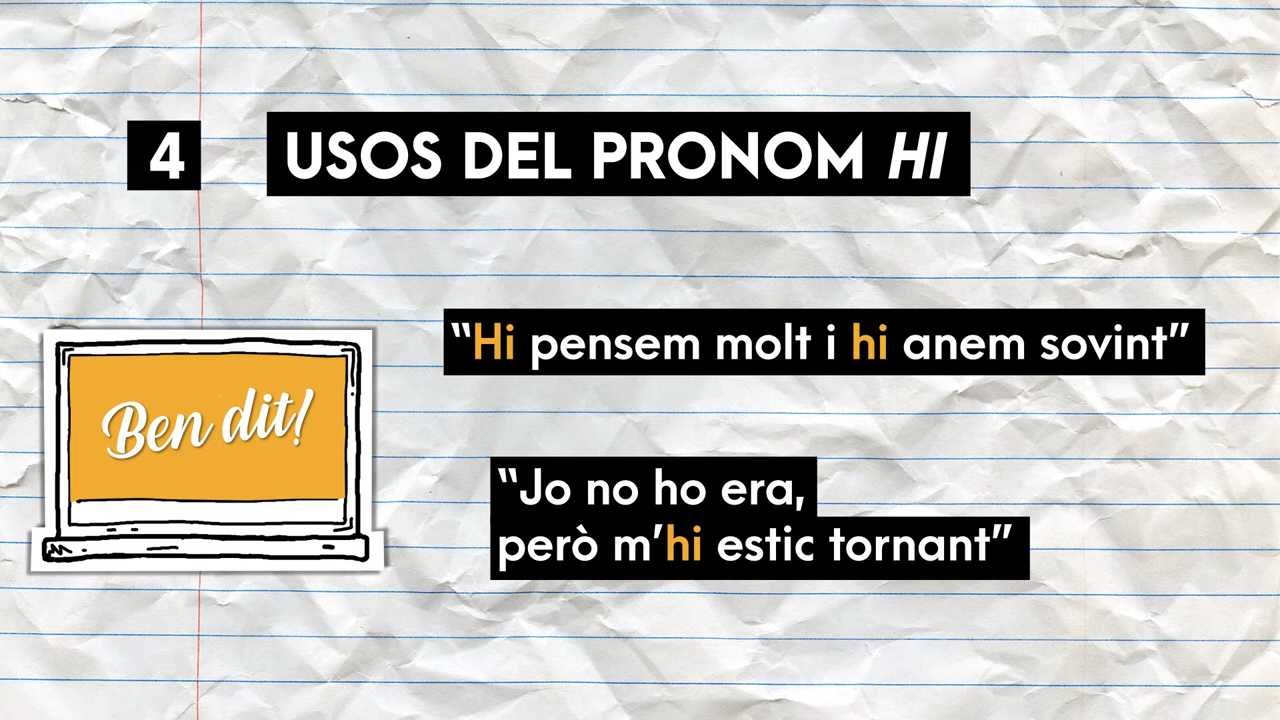 4 USOS DEL PRONOM HI
“Hi pensem molt i hi anem sovint”
Ben dit!
“Jo no ho era,
però m’hi estic tornant”